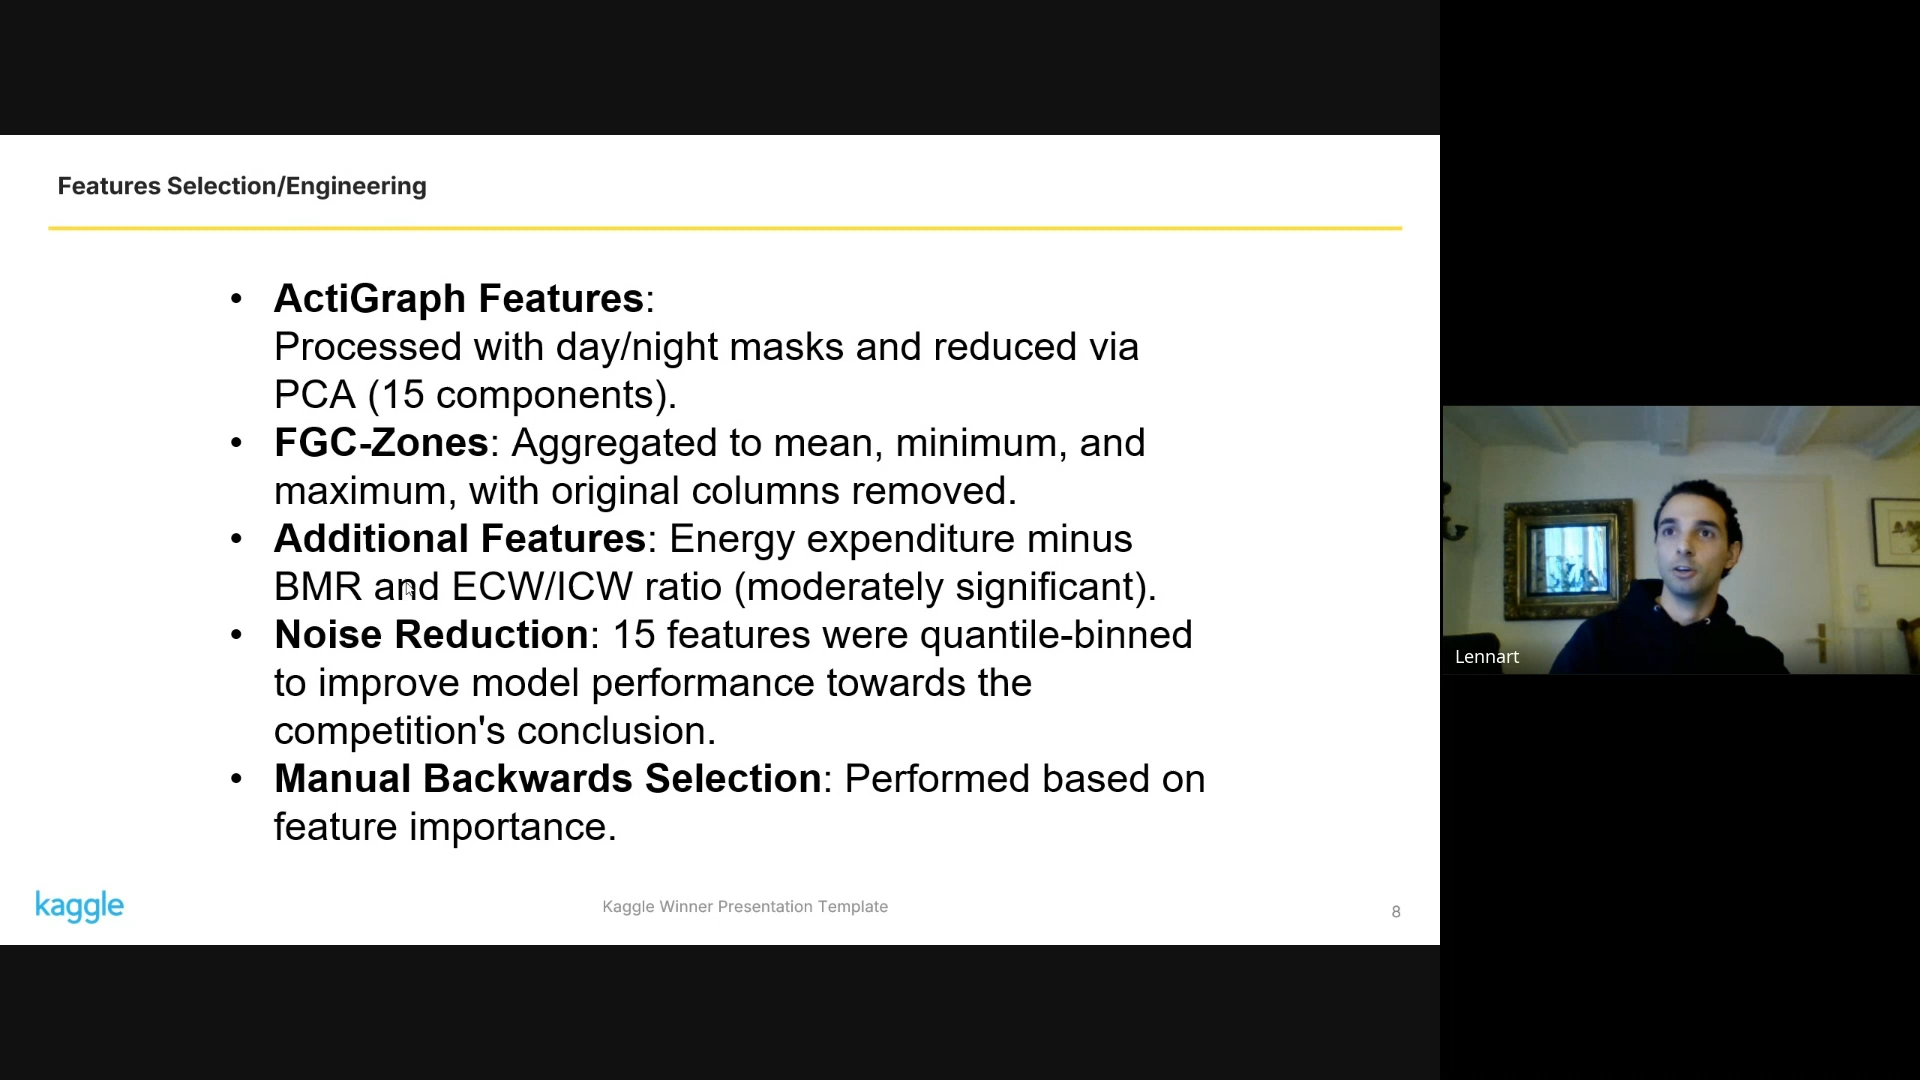 Features Selection/Engineering
• ActiGraph Features:
Processed with day/night masks and reduced via
PCA (15 components).
• FGC-Zones: Aggregated to mean, minimum, and
maximum, with original columns removed.
• Additional Features: Energy expenditure minus
BMR and ECW/ICW ratio (moderately significant).
• Noise Reduction: 15 features were quantile-binned
to improve model performance towards the
competition's conclusion.
• Manual Backwards Selection: Performed based on
feature importance.
kaggle
Kaggle Winner Presentation Template
8
Lennart